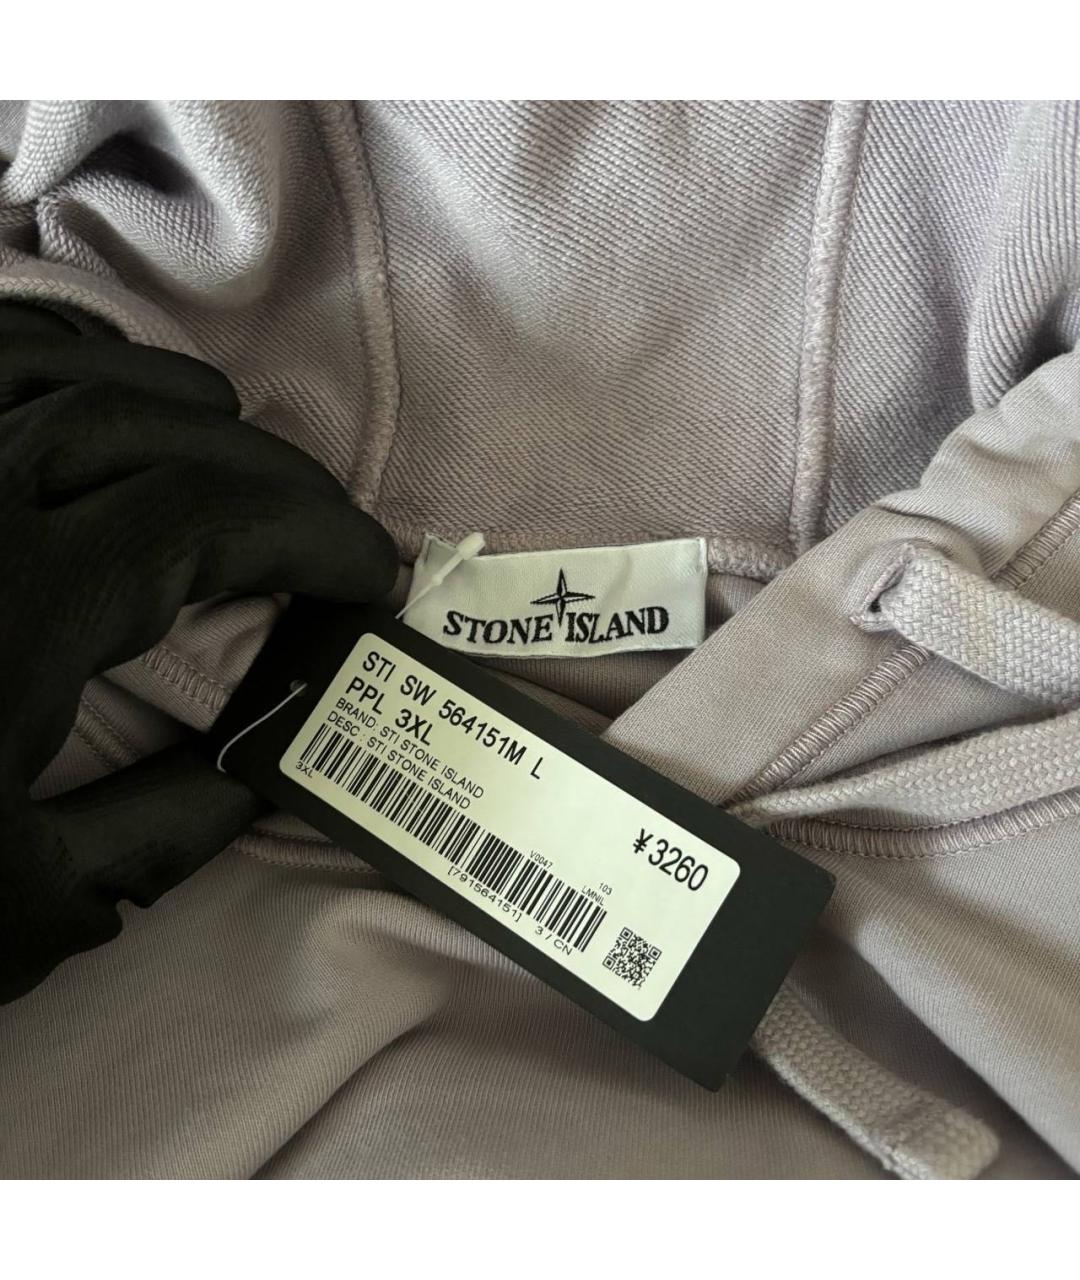 STONE ISLAND
STI SW 564151M L
PPL 3XL
BRAND: STI STONE ISLAND
DESC : STI STONE ISLAND
3XL
¥3260
V0047
103
LMNIL
[791564151] 3 / CN